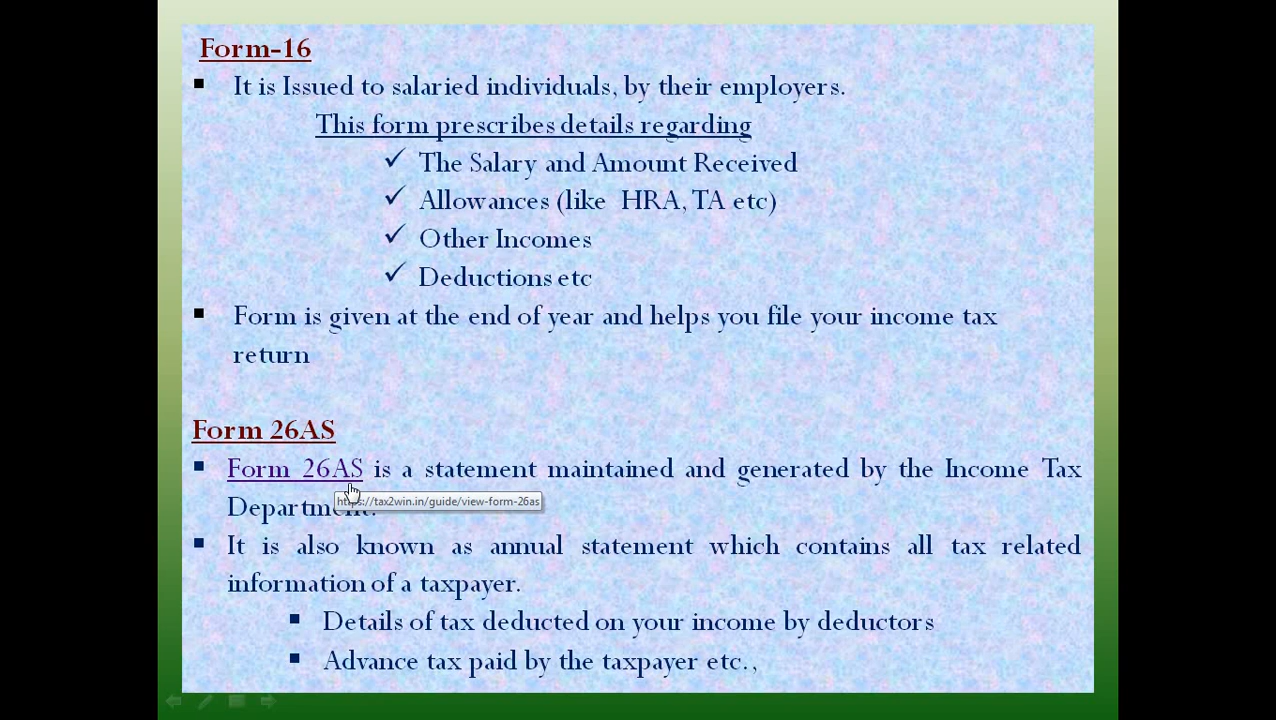 Form-16
▪ It is Issued to salaried individuals, by their employers.
This form prescribes details regarding
✓ The Salary and Amount Received
✓ Allowances (like HRA, TA etc)
✓ Other Incomes
✓ Deductions etc
▪ Form is given at the end of year and helps you file your income tax
return
Form 26AS
▪ Form 26AS is a statement maintained and generated by the Income Tax
Department.
https://tax2win.in/guide/view-form-26as
▪ It is also known as annual statement which contains all tax related
information of a taxpayer.
▪ Details of tax deducted on your income by deductors
▪ Advance tax paid by the taxpayer etc.,